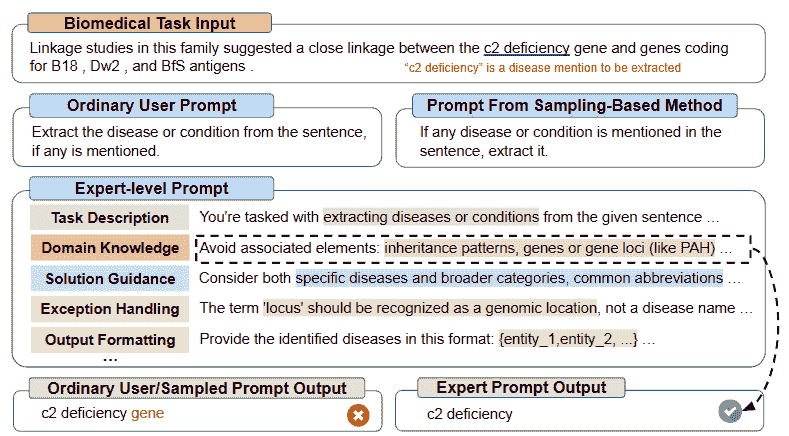 Biomedical Task Input
Linkage studies in this family suggested a close linkage between the c2 deficiency gene and genes coding
for B18 , Dw2 , and BfS antigens .
“c2 deficiency” is a disease mention to be extracted
Ordinary User Prompt
Extract the disease or condition from the sentence,
if any is mentioned.
Prompt From Sampling-Based Method
If any disease or condition is mentioned in the
sentence, extract it.
Expert-level Prompt
Task Description
You're tasked with extracting diseases or conditions from the given sentence ...
Domain Knowledge
Avoid associated elements: inheritance patterns, genes or gene loci (like PAH) ...
Solution Guidance
Consider both specific diseases and broader categories, common abbreviations ...
Exception Handling
The term 'locus' should be recognized as a genomic location, not a disease name ...
Output Formatting
Provide the identified diseases in this format: {entity_1,entity_2, ...} ...
...
Ordinary User/Sampled Prompt Output
c2 deficiency gene
Expert Prompt Output
c2 deficiency